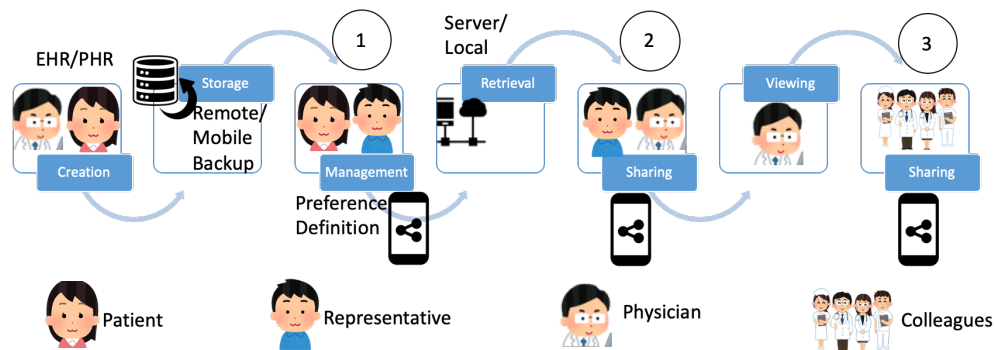 EHR/PHR
Creation
Storage
Remote/
Mobile
Backup
1
Management
Preference
Definition
Server/
Local
Retrieval
2
Sharing
Viewing
3
Sharing
Patient
Representative
Physician
Colleagues